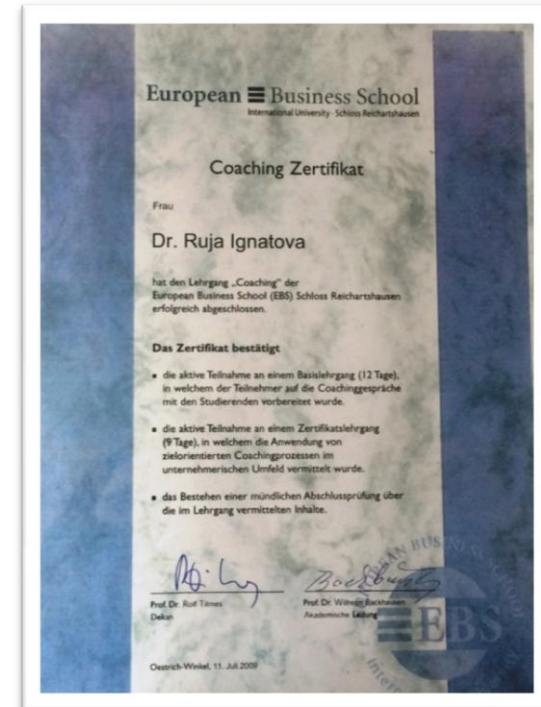 European Business School
International University · Schloss Reichartshausen
Coaching Zertifikat
Frau
Dr. Ruja Ignatova
hat den Lehrgang „Coaching" der
European Business School (EBS) Schloss Reichartshausen
erfolgreich abgeschlossen.
Das Zertifikat bestätigt
▪ die aktive Teilnahme an einem Basislehrgang (12 Tage),
in welchem der Teilnehmer auf die Coachinggespräche
mit den Studierenden vorbereitet wurde.
▪ die aktive Teilnahme an einem Zertifikatslehrgang
(9 Tage), in welchem die Anwendung von
zielorientierten Coachingprozessen im
unternehmerischen Umfeld vermittelt wurde.
▪ das Bestehen einer mündlichen Abschlussprüfung über
die im Lehrgang vermittelten Inhalte.
Prof. Dr. Rolf Tilmes
Dekan
Prof. Dr. Wilhelm Backhausen
Akademische Leitung
EBS
Oestrich-Winkel, 11. Juli 2009